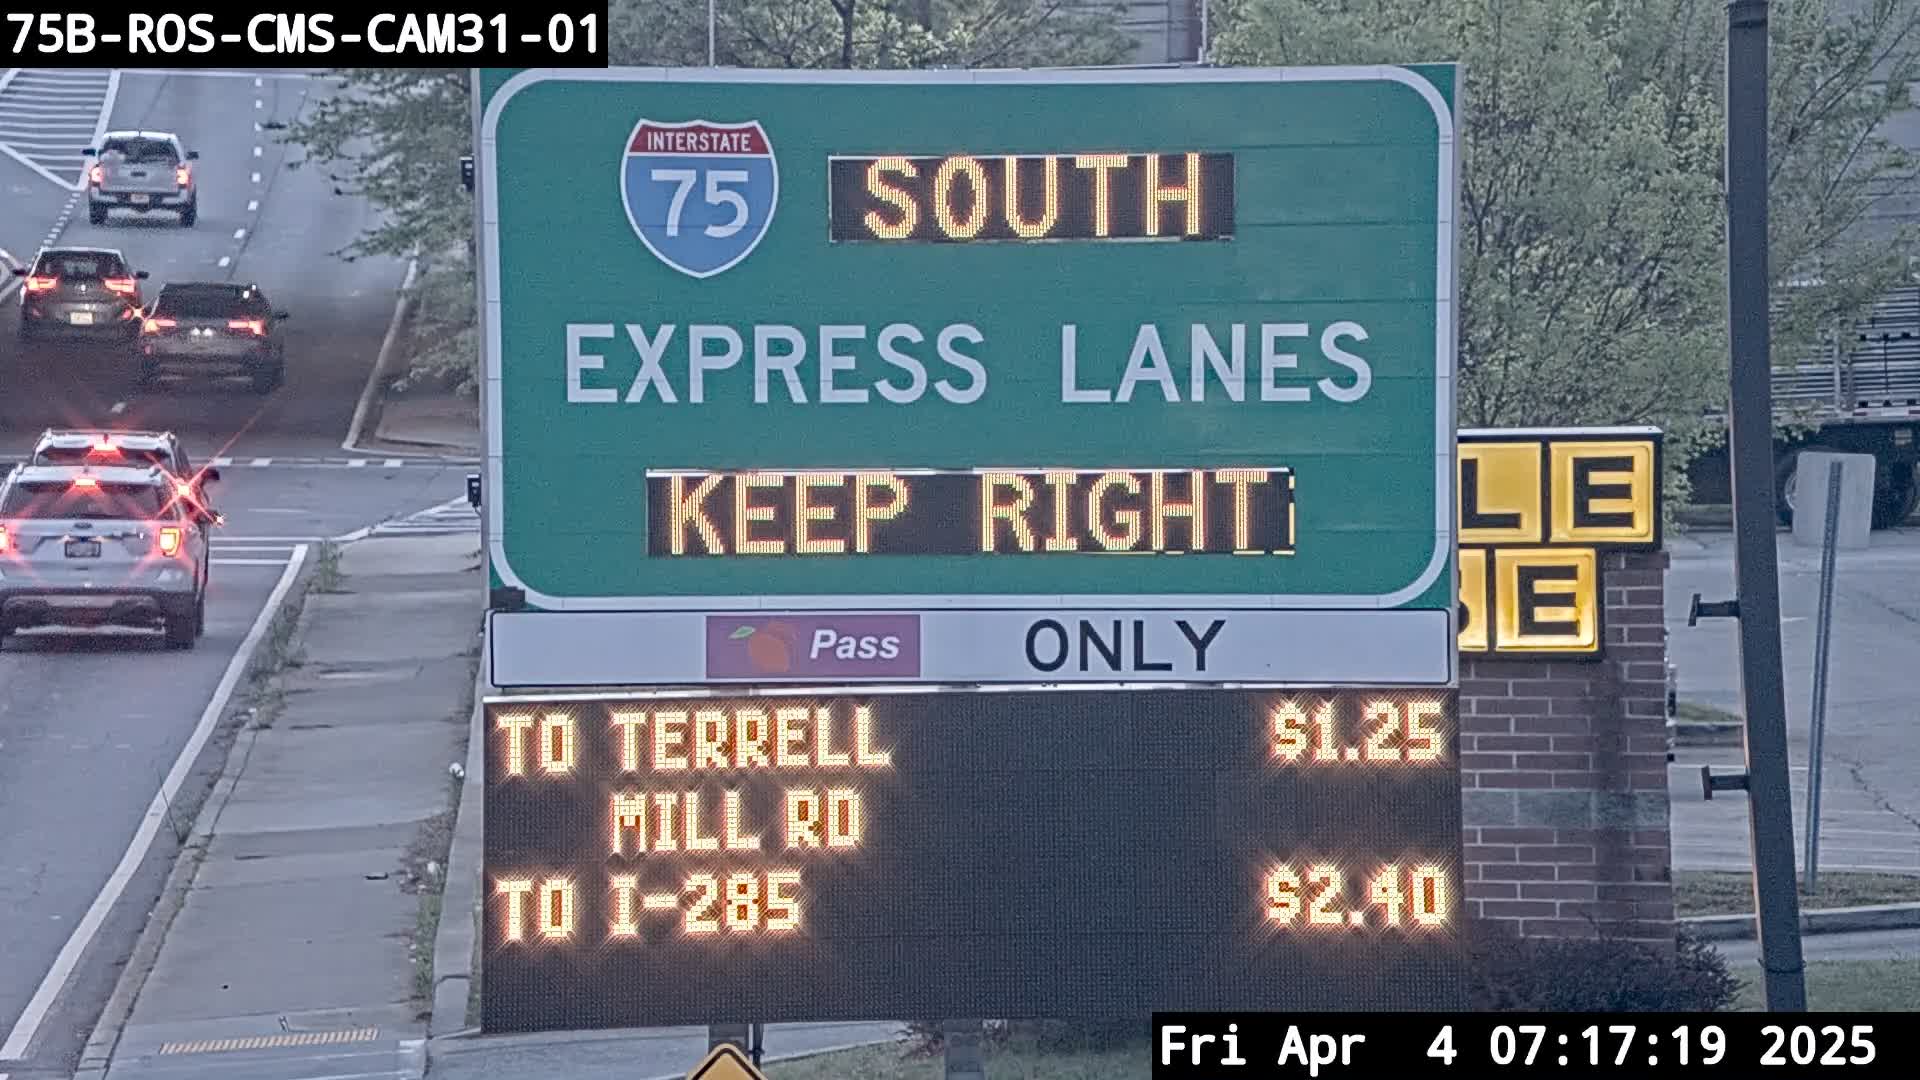 75B-ROS-CMS-CAM31-01
INTERSTATE
75
SOUTH
EXPRESS LANES
KEEP RIGHT
Pass ONLY
TO TERRELL $1.25
MILL RD
TO I-285 $2.40
LE
E
Fri Apr 4 07:17:19 2025